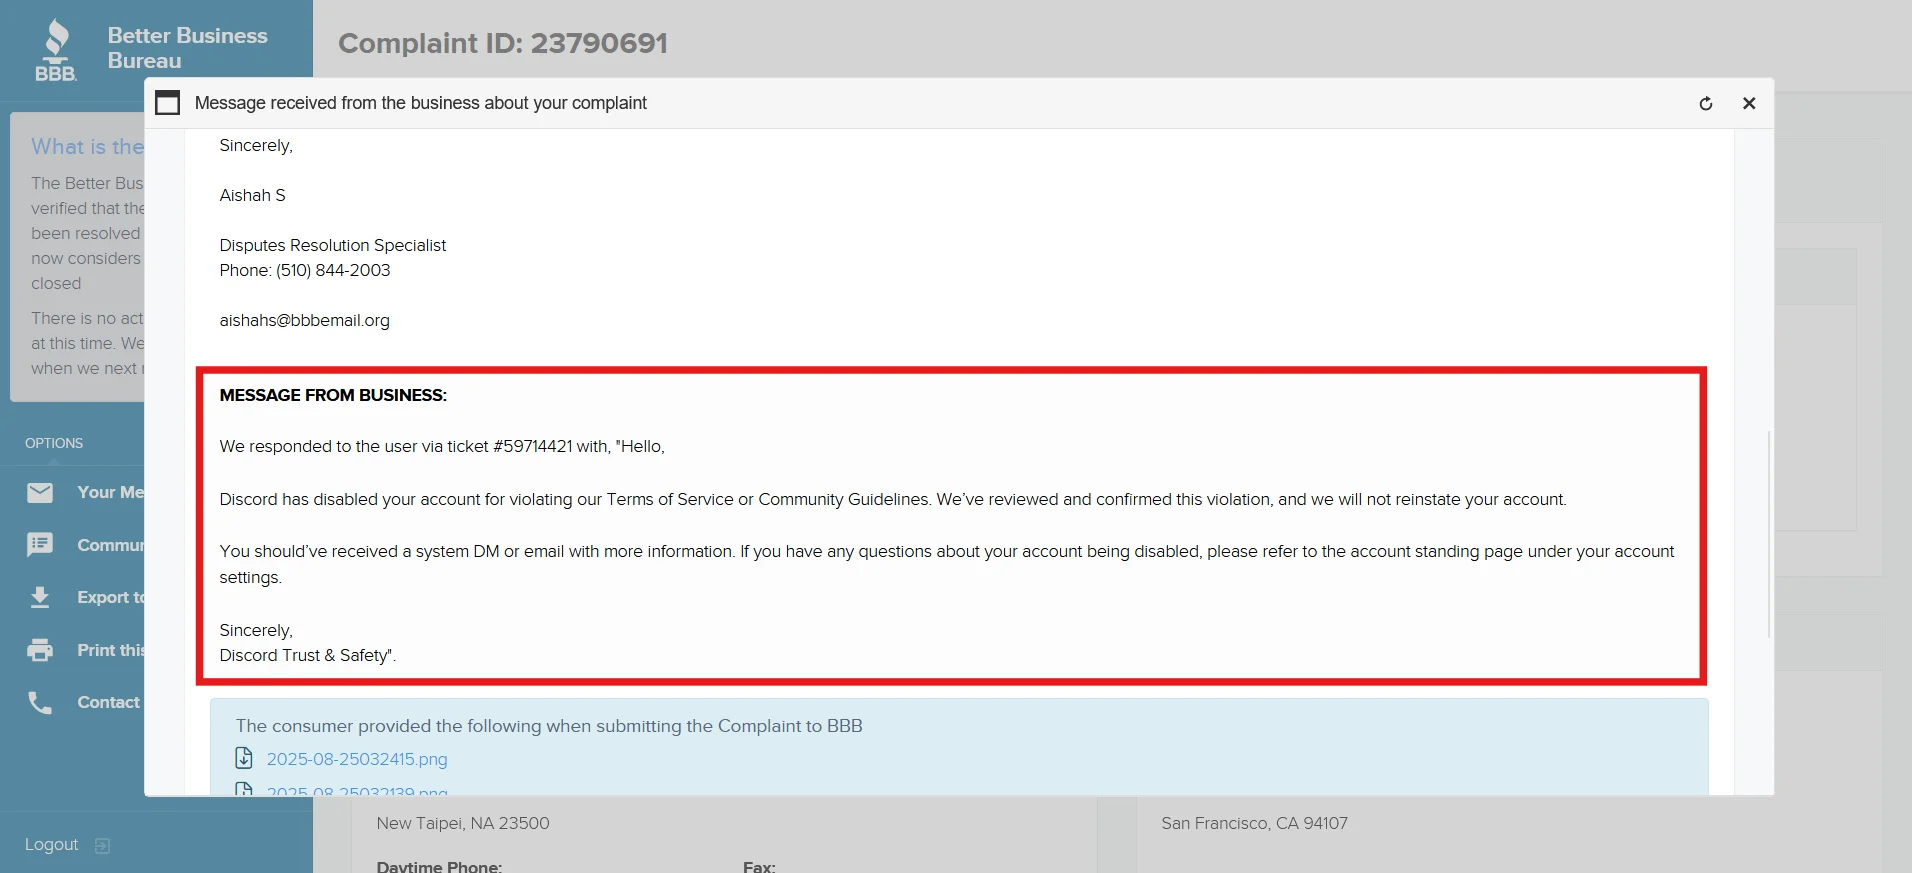 Better Business
Bureau
BBB.
Complaint ID: 23790691
Message received from the business about your complaint
What is the
The Better Bus
verified that the
been resolved
now considers
closed
There is no act
at this time. We
when we next
OPTIONS
Your Me
Commun
Export to
Print this
Contact
Logout
Sincerely,
Aishah S
Disputes Resolution Specialist
Phone: (510) 844-2003
aishahs@bbbemail.org
MESSAGE FROM BUSINESS:
We responded to the user via ticket #59714421 with, "Hello,
Discord has disabled your account for violating our Terms of Service or Community Guidelines. We've reviewed and confirmed this violation, and we will not reinstate your account.
You should've received a system DM or email with more information. If you have any questions about your account being disabled, please refer to the account standing page under your account
settings.
Sincerely,
Discord Trust & Safety".
The consumer provided the following when submitting the Complaint to BBB
2025-08-25032415.png
2025-08-25032139.png
New Taipei, NA 23500
San Francisco, CA 94107
Daytime Phone:
Fax: